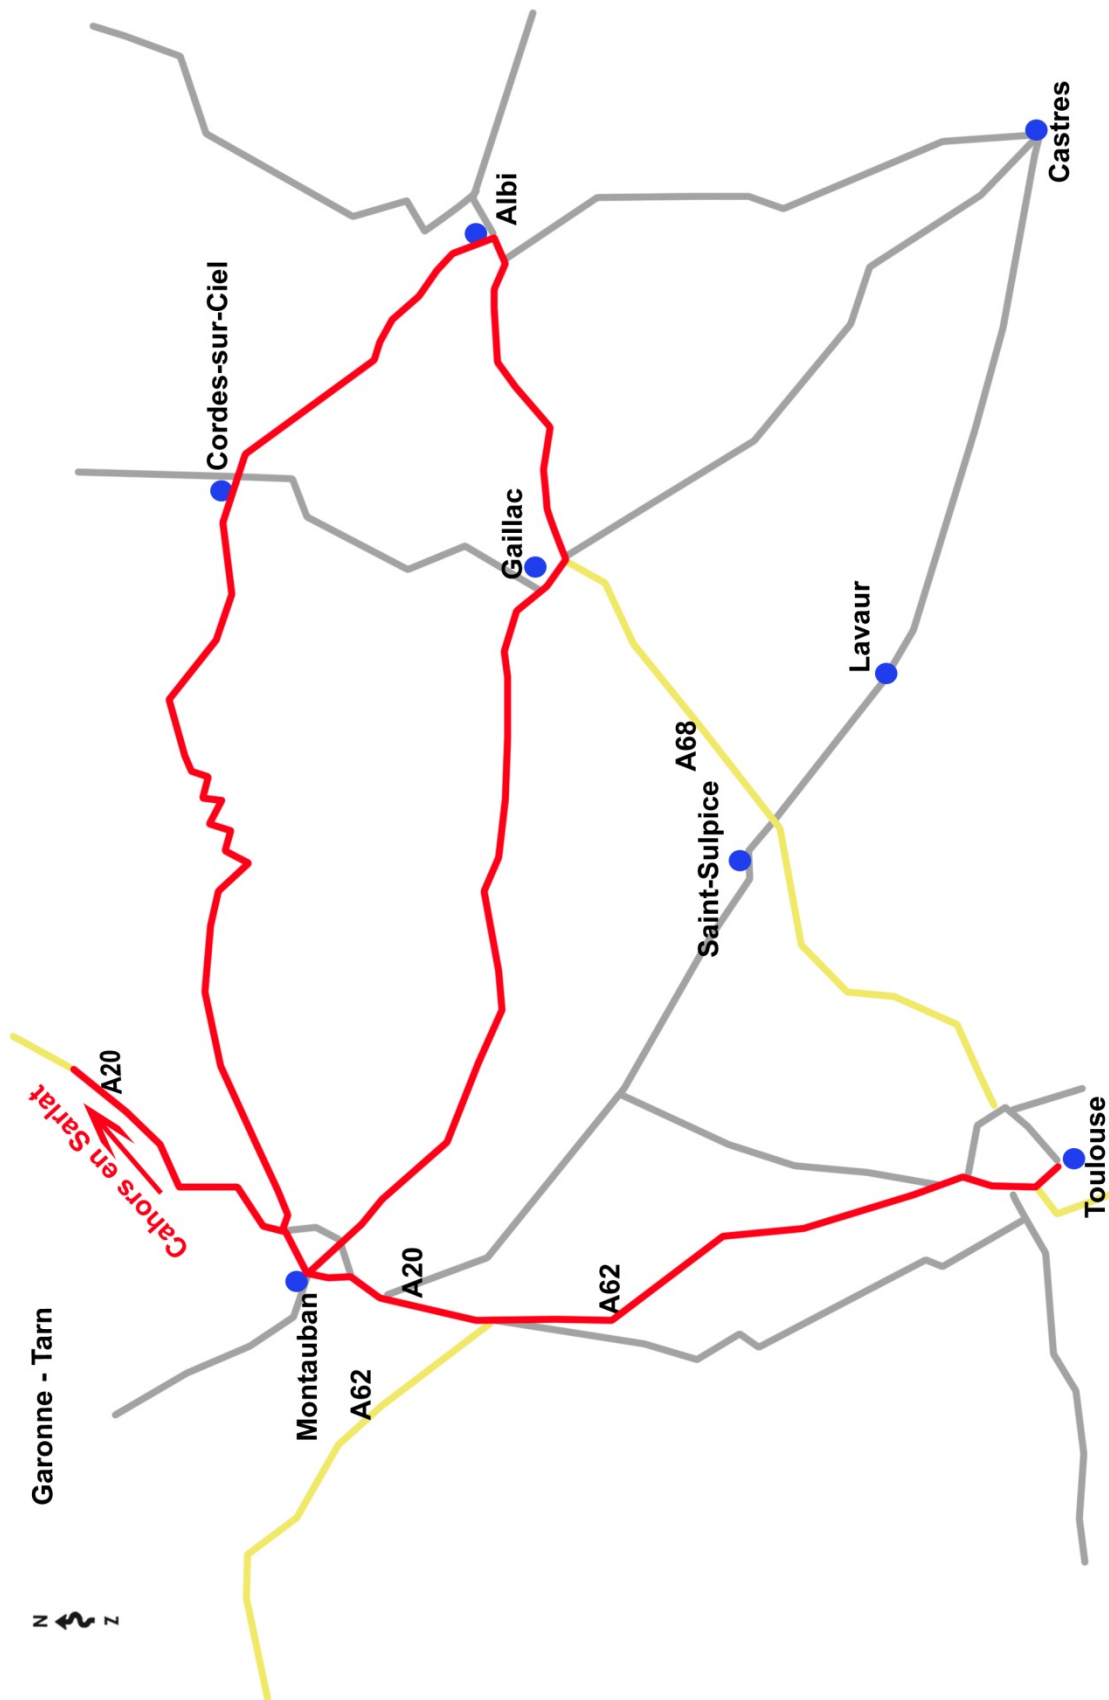 Garonne - Tarn
N
Z
Cahors en Sarlat
A20
Cordes-sur-Ciel
Albi
Montauban
A20
A62
A62
Gaillac
A68
Saint-Sulpice
Lavaur
Castres
Toulouse